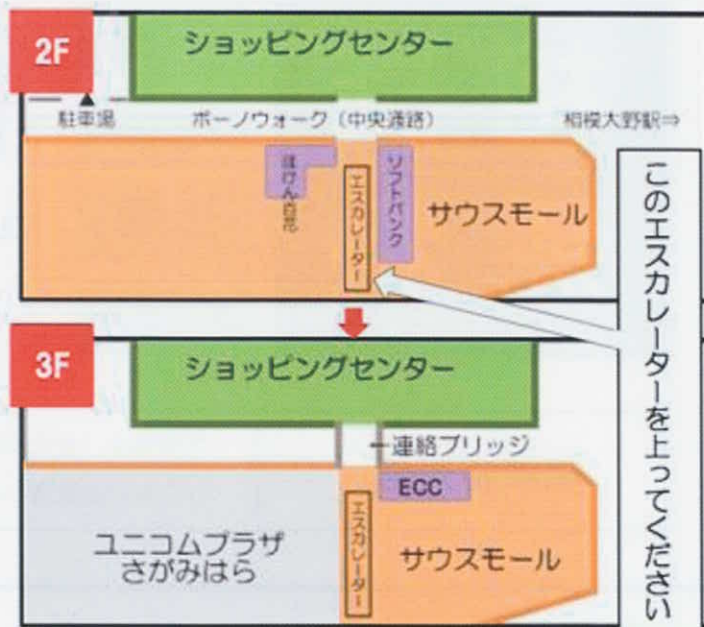 2F
ショッピングセンター
駐車場
ボーノウォーク（中央通路）
相模大野駅⇒
ほけん百花
エスカレーター
ソフトバンク
サウスモール
このエスカレーターを上ってください
3F
ショッピングセンター
連絡ブリッジ
ECC
エスカレーター
ユニコムプラザ
さがみはら
サウスモール